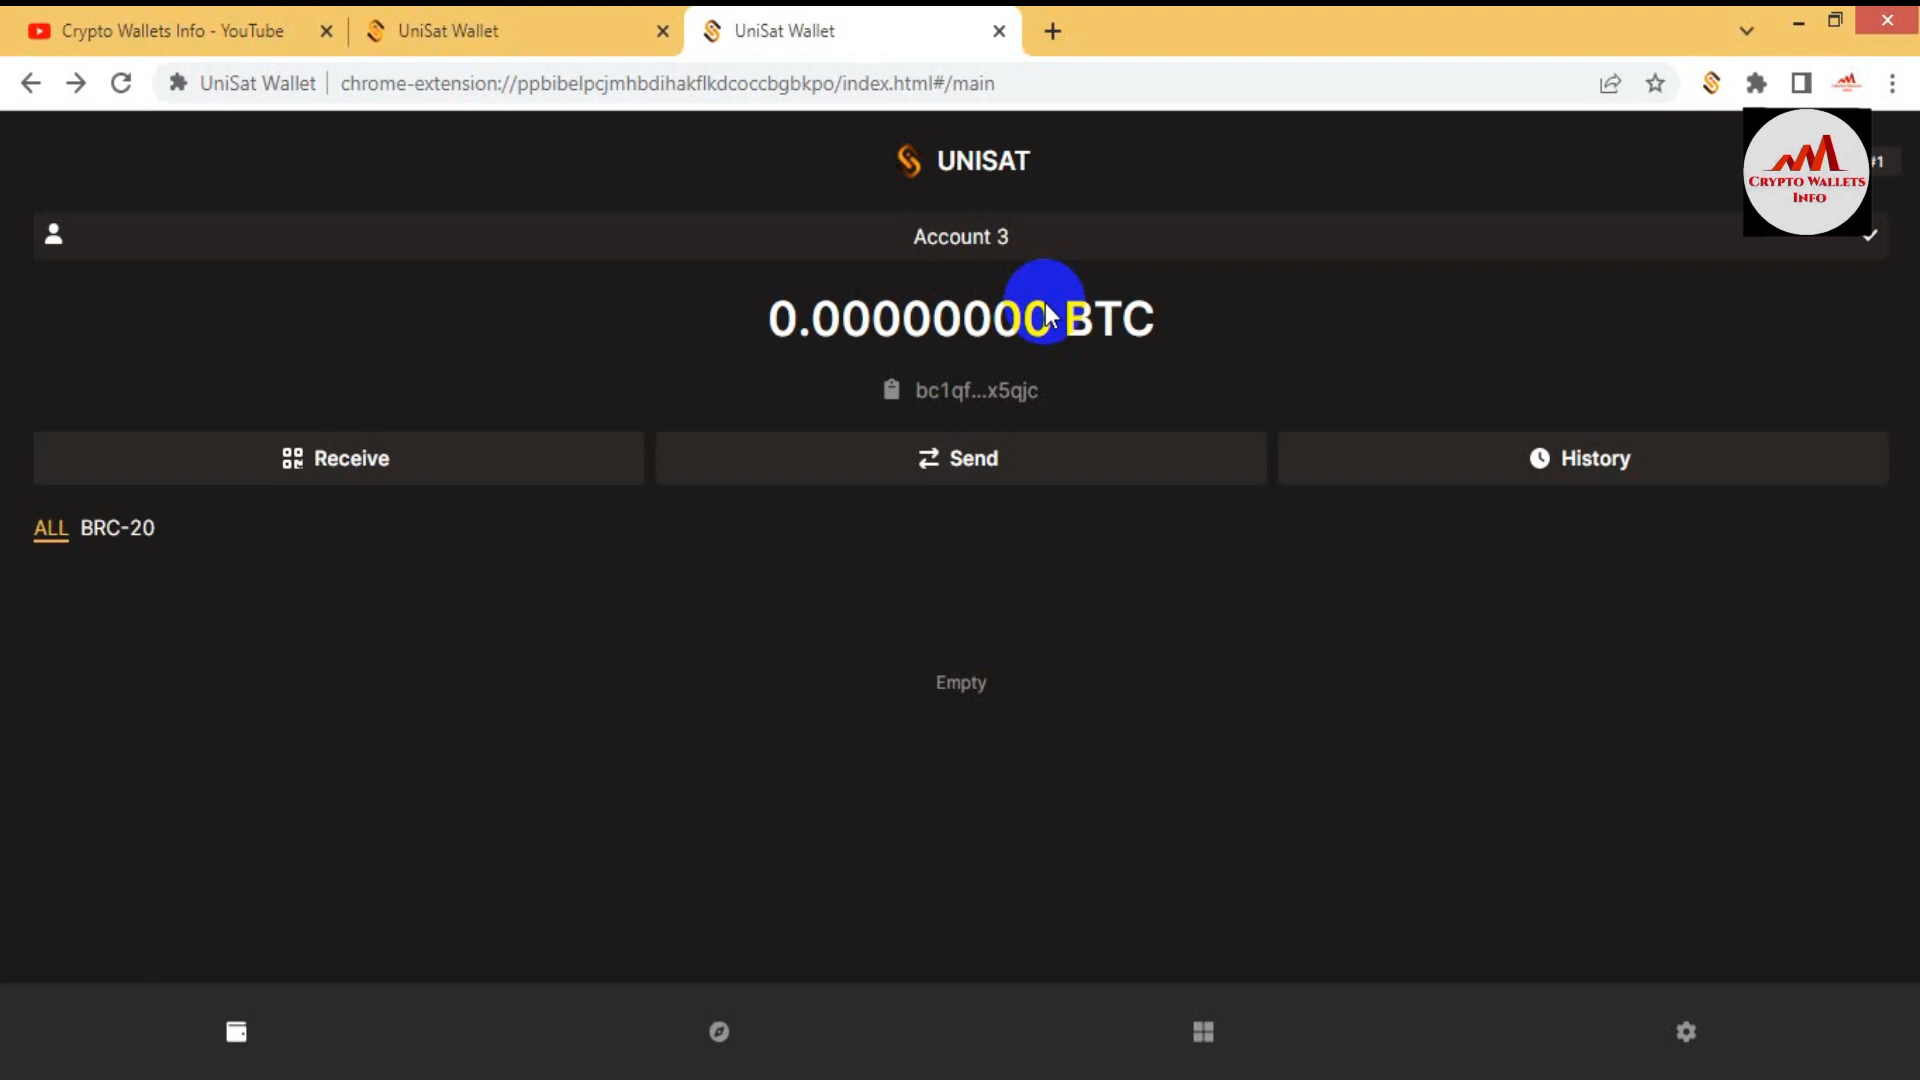 Crypto Wallets Info - YouTube
UniSat Wallet
UniSat Wallet
UniSat Wallet
chrome-extension://ppbibelpcjmhbdihakflkdcoccbgbkpo/index.html#/main
UNISAT
#1
CRYPTO WALLETS
INFO
Account 3
0.00000000 BTC
bc1qf...x5qjc
Receive
Send
History
ALL BRC-20
Empty